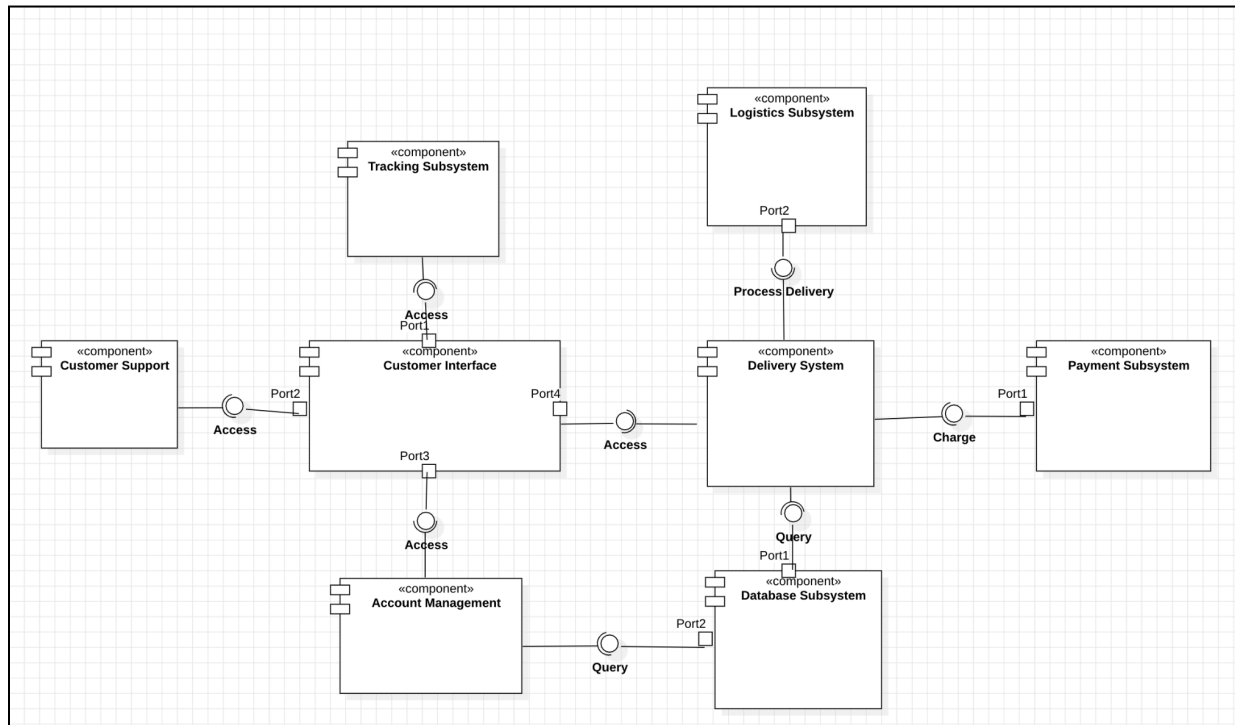 «component»
Logistics Subsystem
Port2
Process Delivery
«component»
Tracking Subsystem
Access
Port1
«component»
Customer Support
Access
Port2
«component»
Customer Interface
Port4
Port3
Access
«component»
Delivery System
Charge
Port1
«component»
Payment Subsystem
Access
«component»
Account Management
Query
Port2
Query
Port1
«component»
Database Subsystem